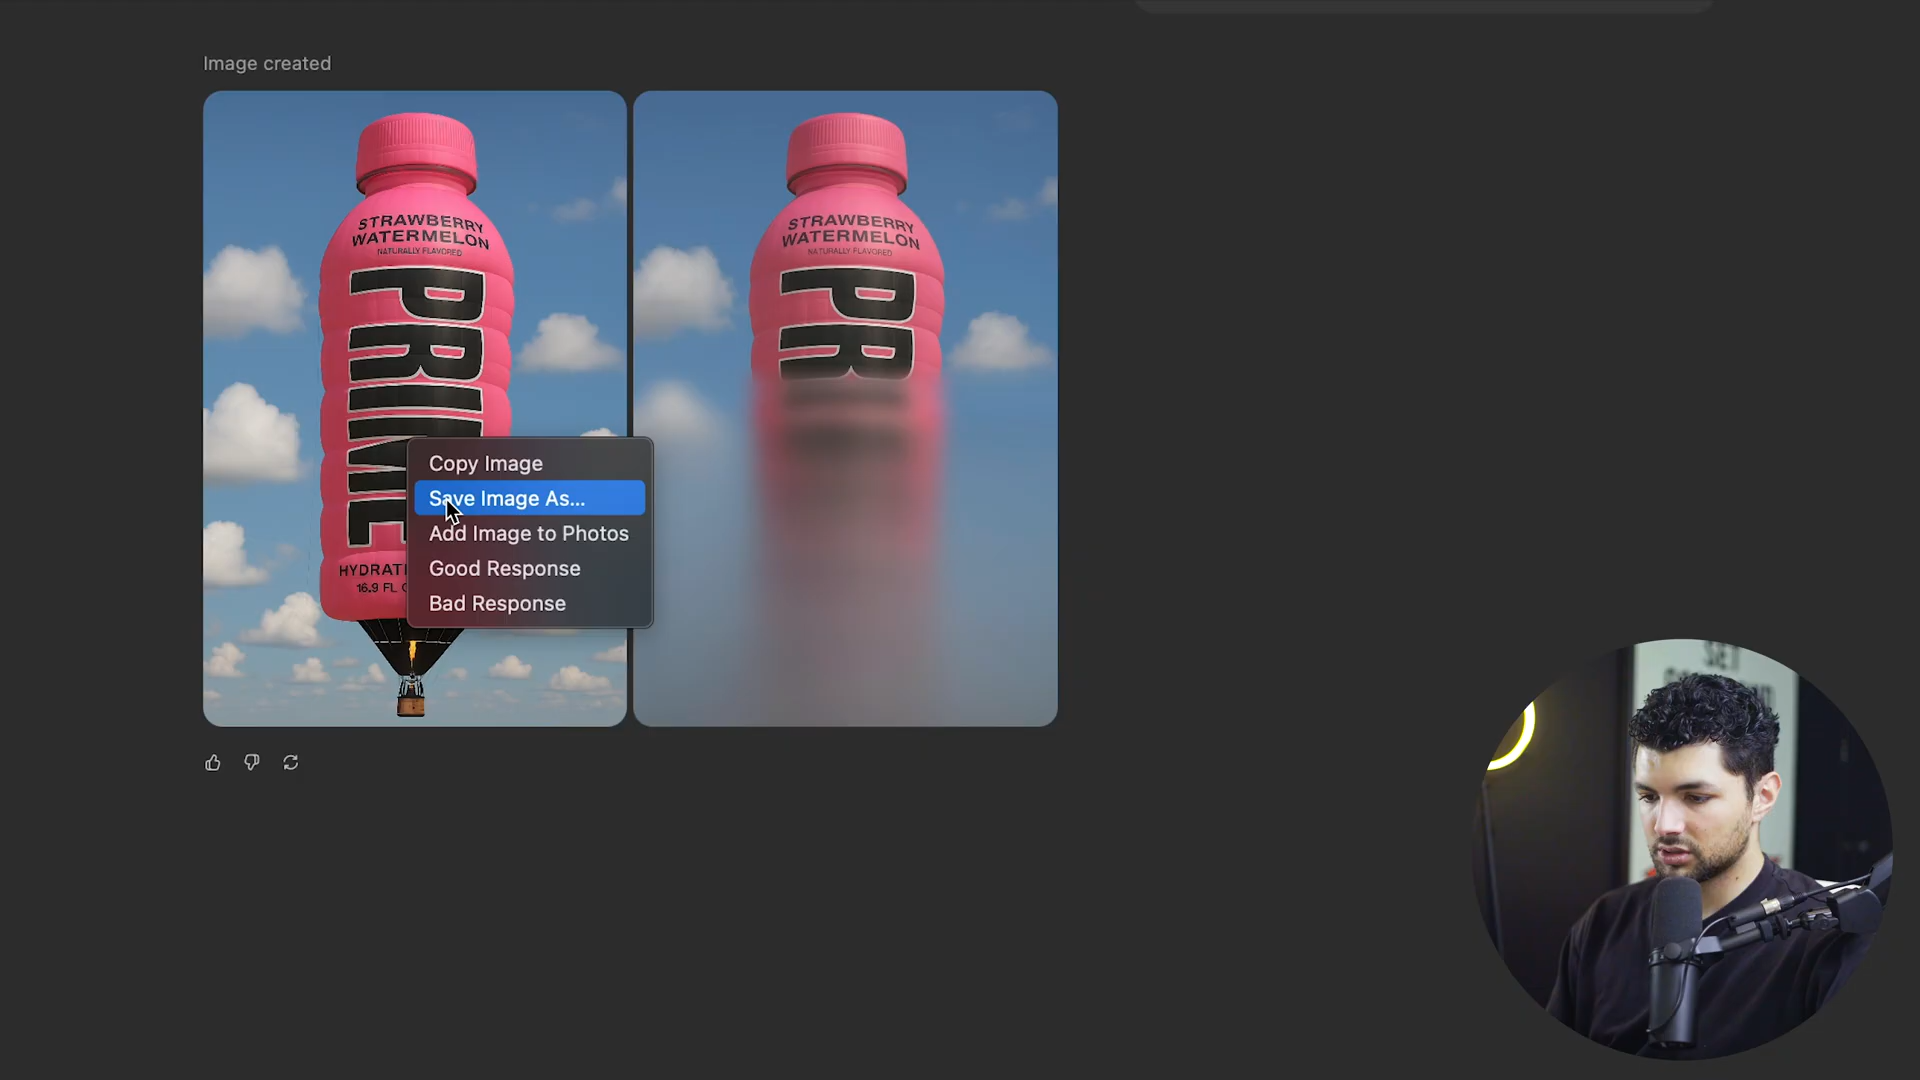 Image created
STRAWBERRY
WATERMELON
NATURALLY FLAVORED
PRIME
HYDRATI
16.9 FL
STRAWBERRY
WATERMELON
NATURALLY FLAVORED
PR
Copy Image
Save Image As...
Add Image to Photos
Good Response
Bad Response
SET